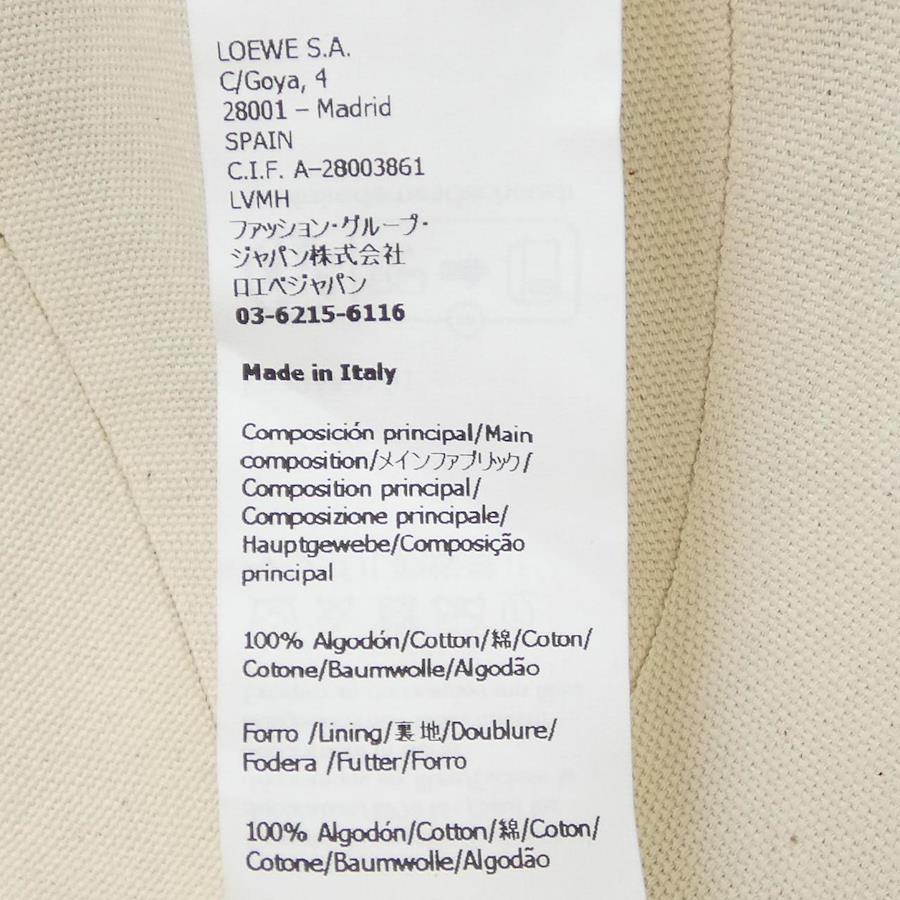 LOEWE S.A.
C/Goya, 4
28001 – Madrid
SPAIN
C.I.F. A-28003861
LVMH
ファッション・グループ・
ジャパン株式会社
ロエベジャパン
03-6215-6116
Made in Italy
Composición principal/Main
composition/メインファブリック/
Composition principal/
Composizione principale/
Hauptgewebe/Composição
principal
100% Algodón/Cotton/綿/Coton/
Cotone/Baumwolle/Algodão
Forro /Lining/裏地/Doublure/
Fodera /Futter/Forro
100% Algodón/Cotton/綿/Coton/
Cotone/Baumwolle/Algodão